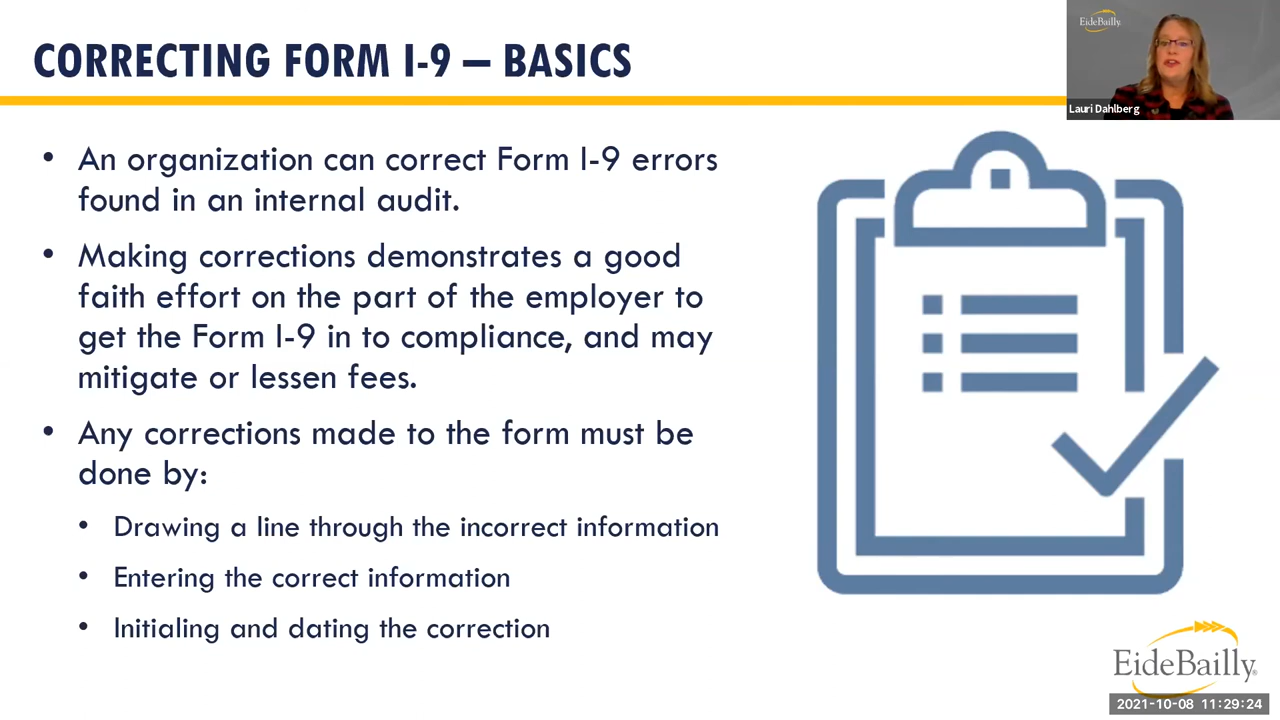 CORRECTING FORM I-9 – BASICS
EideBailly.
Lauri Dahlberg
• An organization can correct Form I-9 errors
found in an internal audit.
• Making corrections demonstrates a good
faith effort on the part of the employer to
get the Form I-9 in to compliance, and may
mitigate or lessen fees.
• Any corrections made to the form must be
done by:
• Drawing a line through the incorrect information
• Entering the correct information
• Initialing and dating the correction
EideBailly®
2021-10-08 11:29:24